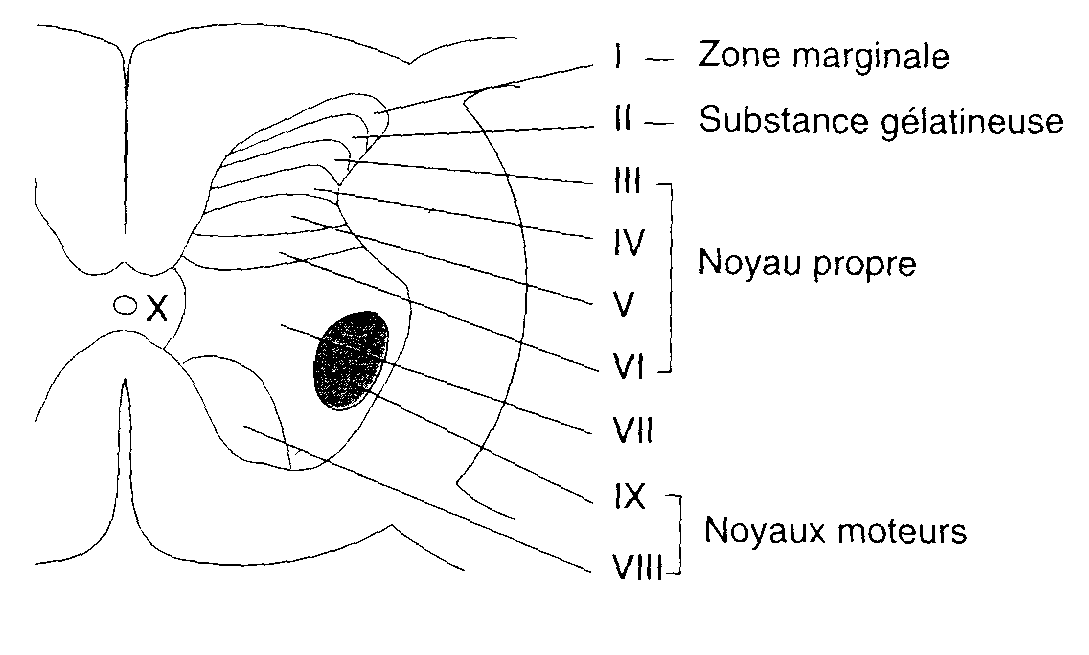 I — Zone marginale
II — Substance gélatineuse
III
IV
Noyau propre
V
VI
VII
IX
Noyaux moteurs
VIII
X